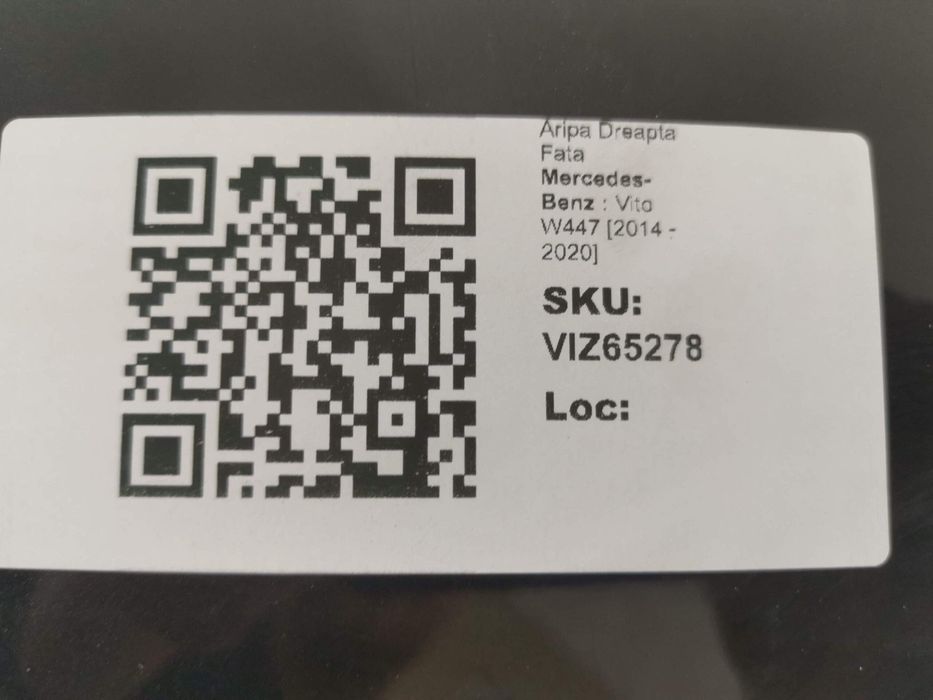 Aripa Dreapta
Fata
Mercedes-
Benz : Vito
W447 [2014 -
2020]
SKU:
VIZ65278
Loc: